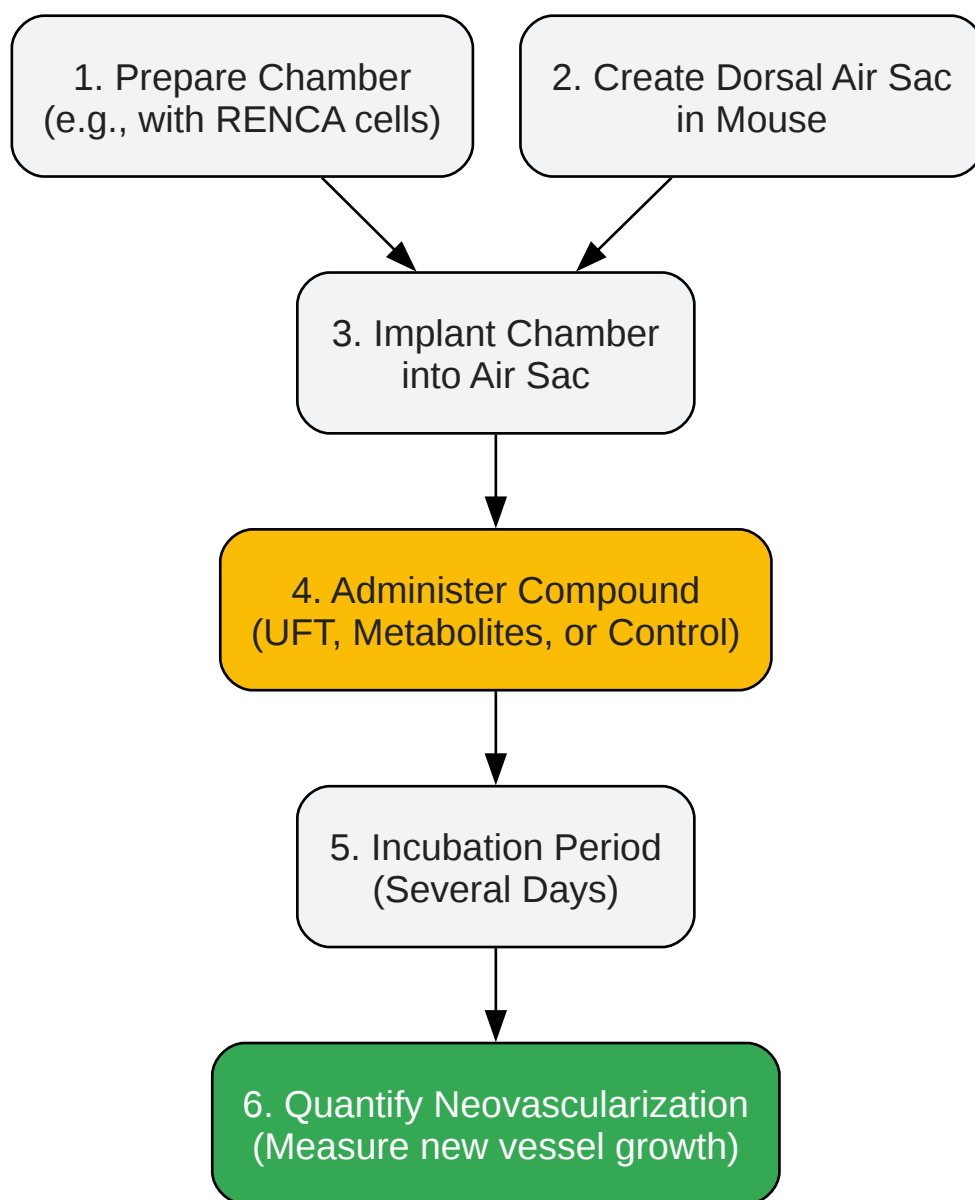 1. Prepare Chamber
(e.g., with RENCA cells)
2. Create Dorsal Air Sac
in Mouse
3. Implant Chamber
into Air Sac
4. Administer Compound
(UFT, Metabolites, or Control)
5. Incubation Period
(Several Days)
6. Quantify Neovascularization
(Measure new vessel growth)